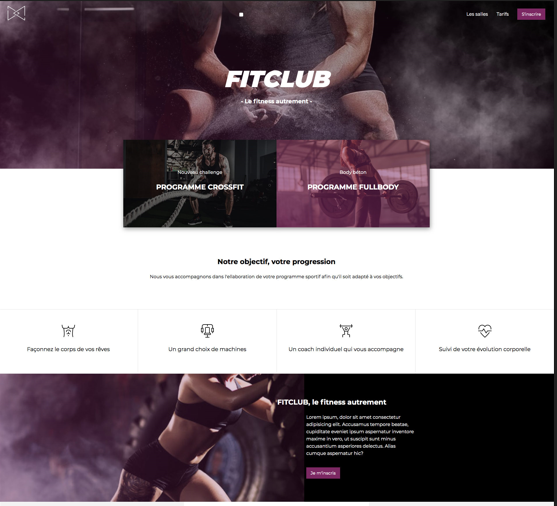 Les salles
Tarifs
S'inscrire
FITCLUB
- Le fitness autrement -
Nouveau challenge
PROGRAMME CROSSFIT
Body béton
PROGRAMME FULLBODY
Notre objectif, votre progression
Nous vous accompagnons dans l'ellaboration de votre programme sportif afin qu'il soit adapté à vos objectifs.
Façonnez le corps de vos rêves
Un grand choix de machines
Un coach individuel qui vous accompagne
Suivi de votre évolution corporelle
FITCLUB, le fitness autrement
Lorem ipsum, dolor sit amet consectetur
adipisicing elit. Accusamus tempore beatae,
cupiditate eveniet ipsum aspernatur inventore
maxime in vero, ut suscipit sunt minus
accusantium asperiores delectus. Alias
cumque aspernatur hic?
Je m'inscris